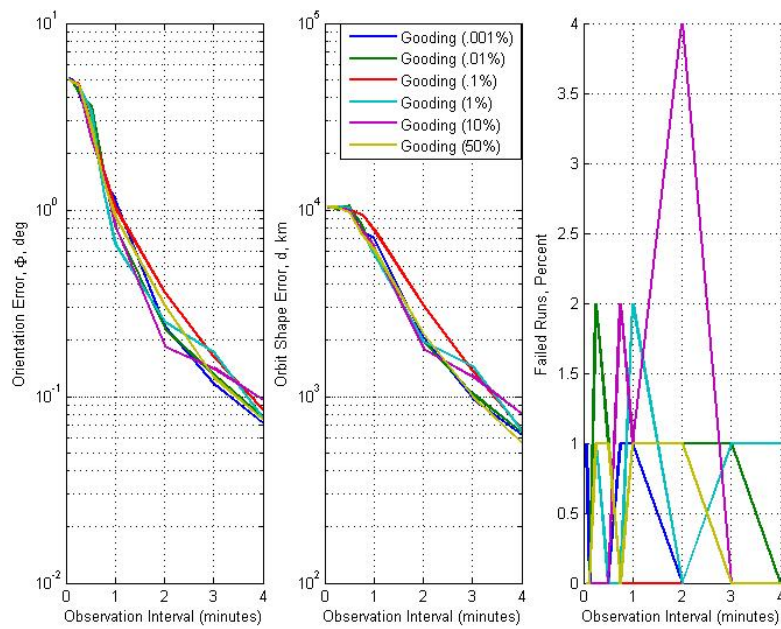 10^1
10^0
10^-1
10^-2
Orientation Error, Φ, deg
0 1 2 3 4
Observation Interval (minutes)
10^5
10^4
10^3
10^2
Orbit Shape Error, d, km
0 1 2 3 4
Observation Interval (minutes)
Gooding (.001%)
Gooding (.01%)
Gooding (.1%)
Gooding (1%)
Gooding (10%)
Gooding (50%)
4
3.5
3
2.5
2
1.5
1
0.5
0
Failed Runs, Percent
0 1 2 3 4
Observation Interval (minutes)